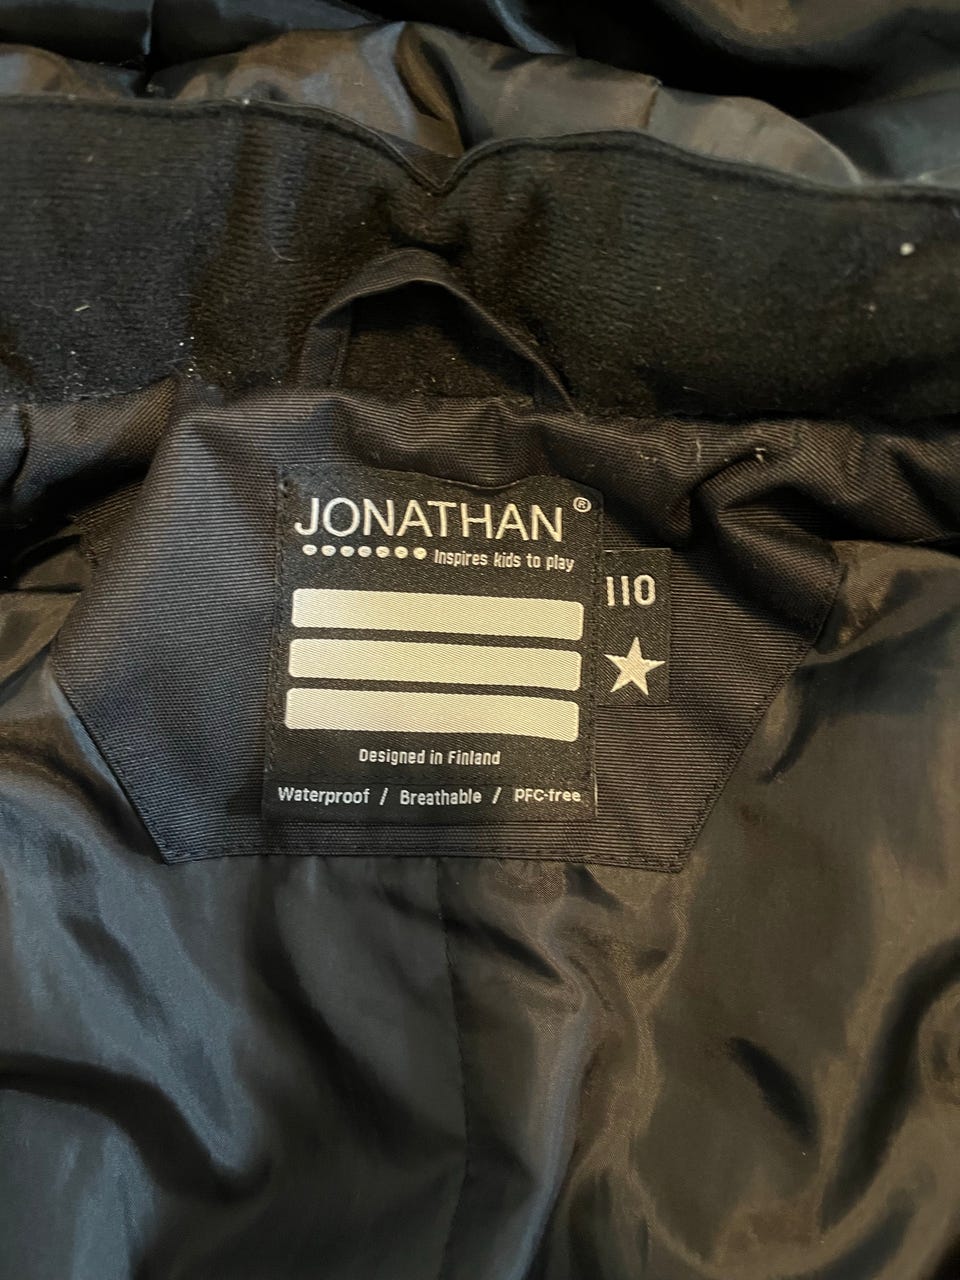 JONATHAN®
Inspires kids to play
110
Designed in Finland
Waterproof / Breathable / PFC-free